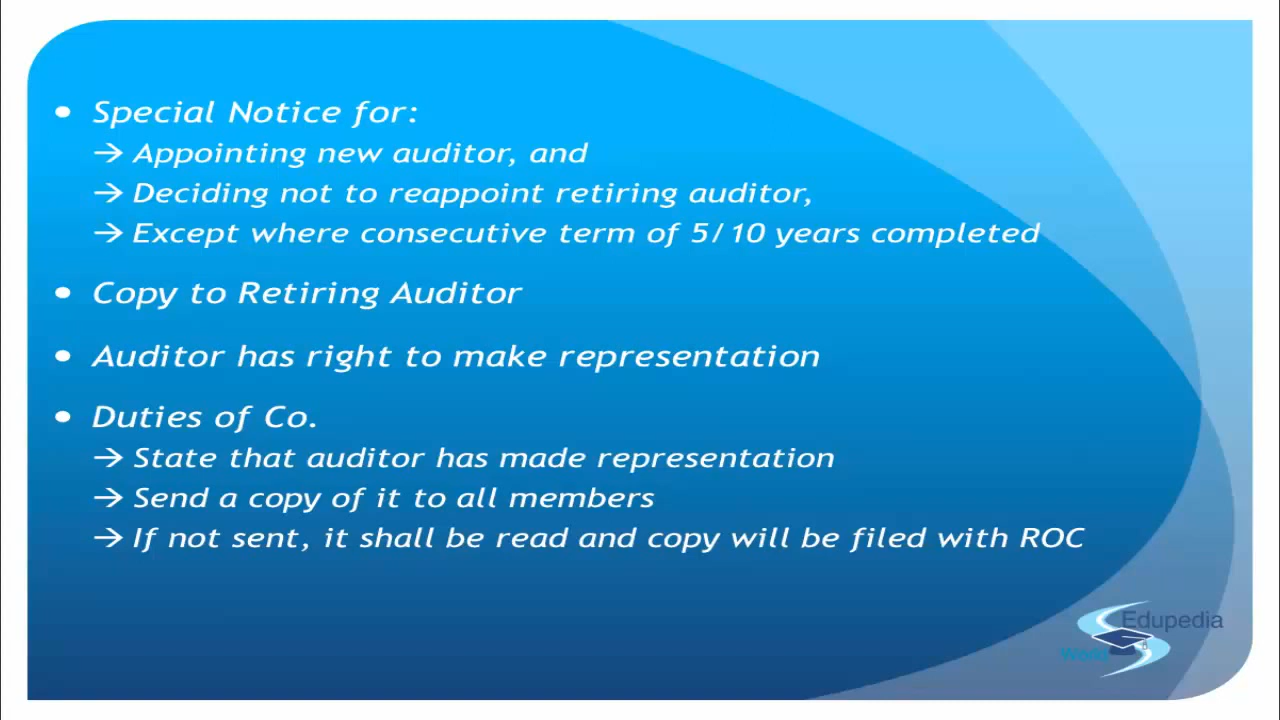 • Special Notice for:
→ Appointing new auditor, and
→ Deciding not to reappoint retiring auditor,
→ Except where consecutive term of 5/10 years completed
• Copy to Retiring Auditor
• Auditor has right to make representation
• Duties of Co.
→ State that auditor has made representation
→ Send a copy of it to all members
→ If not sent, it shall be read and copy will be filed with ROC
Edupedia
World